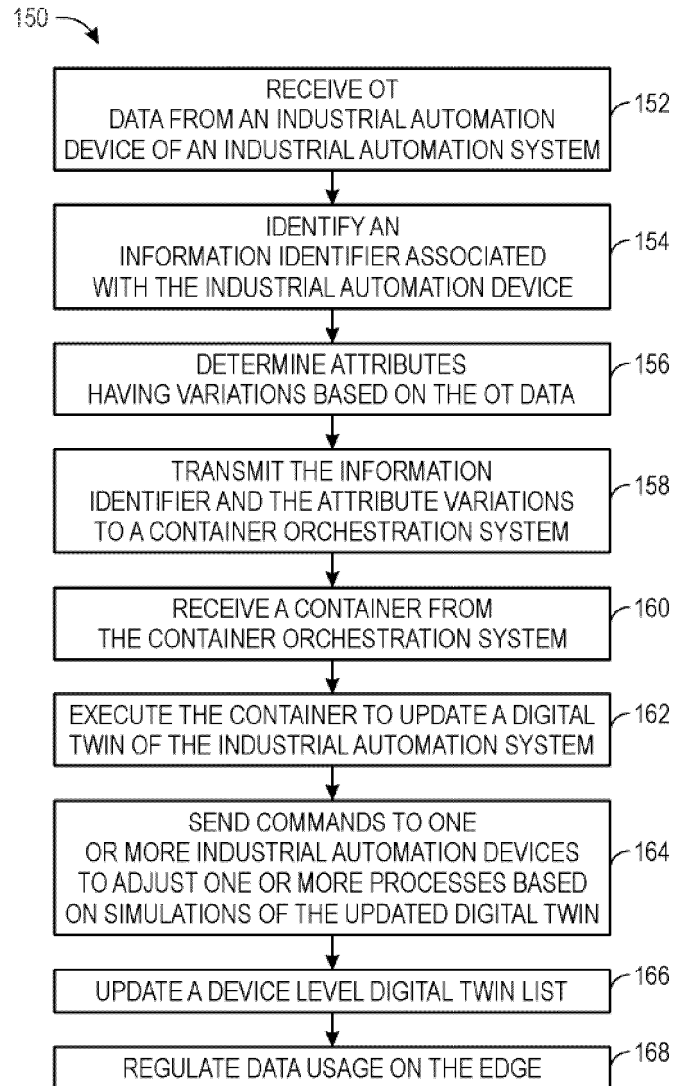 150
RECEIVE OT
DATA FROM AN INDUSTRIAL AUTOMATION
DEVICE OF AN INDUSTRIAL AUTOMATION SYSTEM
152
IDENTIFY AN
INFORMATION IDENTIFIER ASSOCIATED
WITH THE INDUSTRIAL AUTOMATION DEVICE
154
DETERMINE ATTRIBUTES
HAVING VARIATIONS BASED ON THE OT DATA
156
TRANSMIT THE INFORMATION
IDENTIFIER AND THE ATTRIBUTE VARIATIONS
TO A CONTAINER ORCHESTRATION SYSTEM
158
RECEIVE A CONTAINER FROM
THE CONTAINER ORCHESTRATION SYSTEM
160
EXECUTE THE CONTAINER TO UPDATE A DIGITAL
TWIN OF THE INDUSTRIAL AUTOMATION SYSTEM
162
SEND COMMANDS TO ONE
OR MORE INDUSTRIAL AUTOMATION DEVICES
TO ADJUST ONE OR MORE PROCESSES BASED
ON SIMULATIONS OF THE UPDATED DIGITAL TWIN
164
UPDATE A DEVICE LEVEL DIGITAL TWIN LIST
166
REGULATE DATA USAGE ON THE EDGE
168